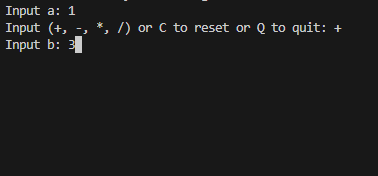 Input a: 1
Input (+, -, *, /) or C to reset or Q to quit: +
Input b: 3